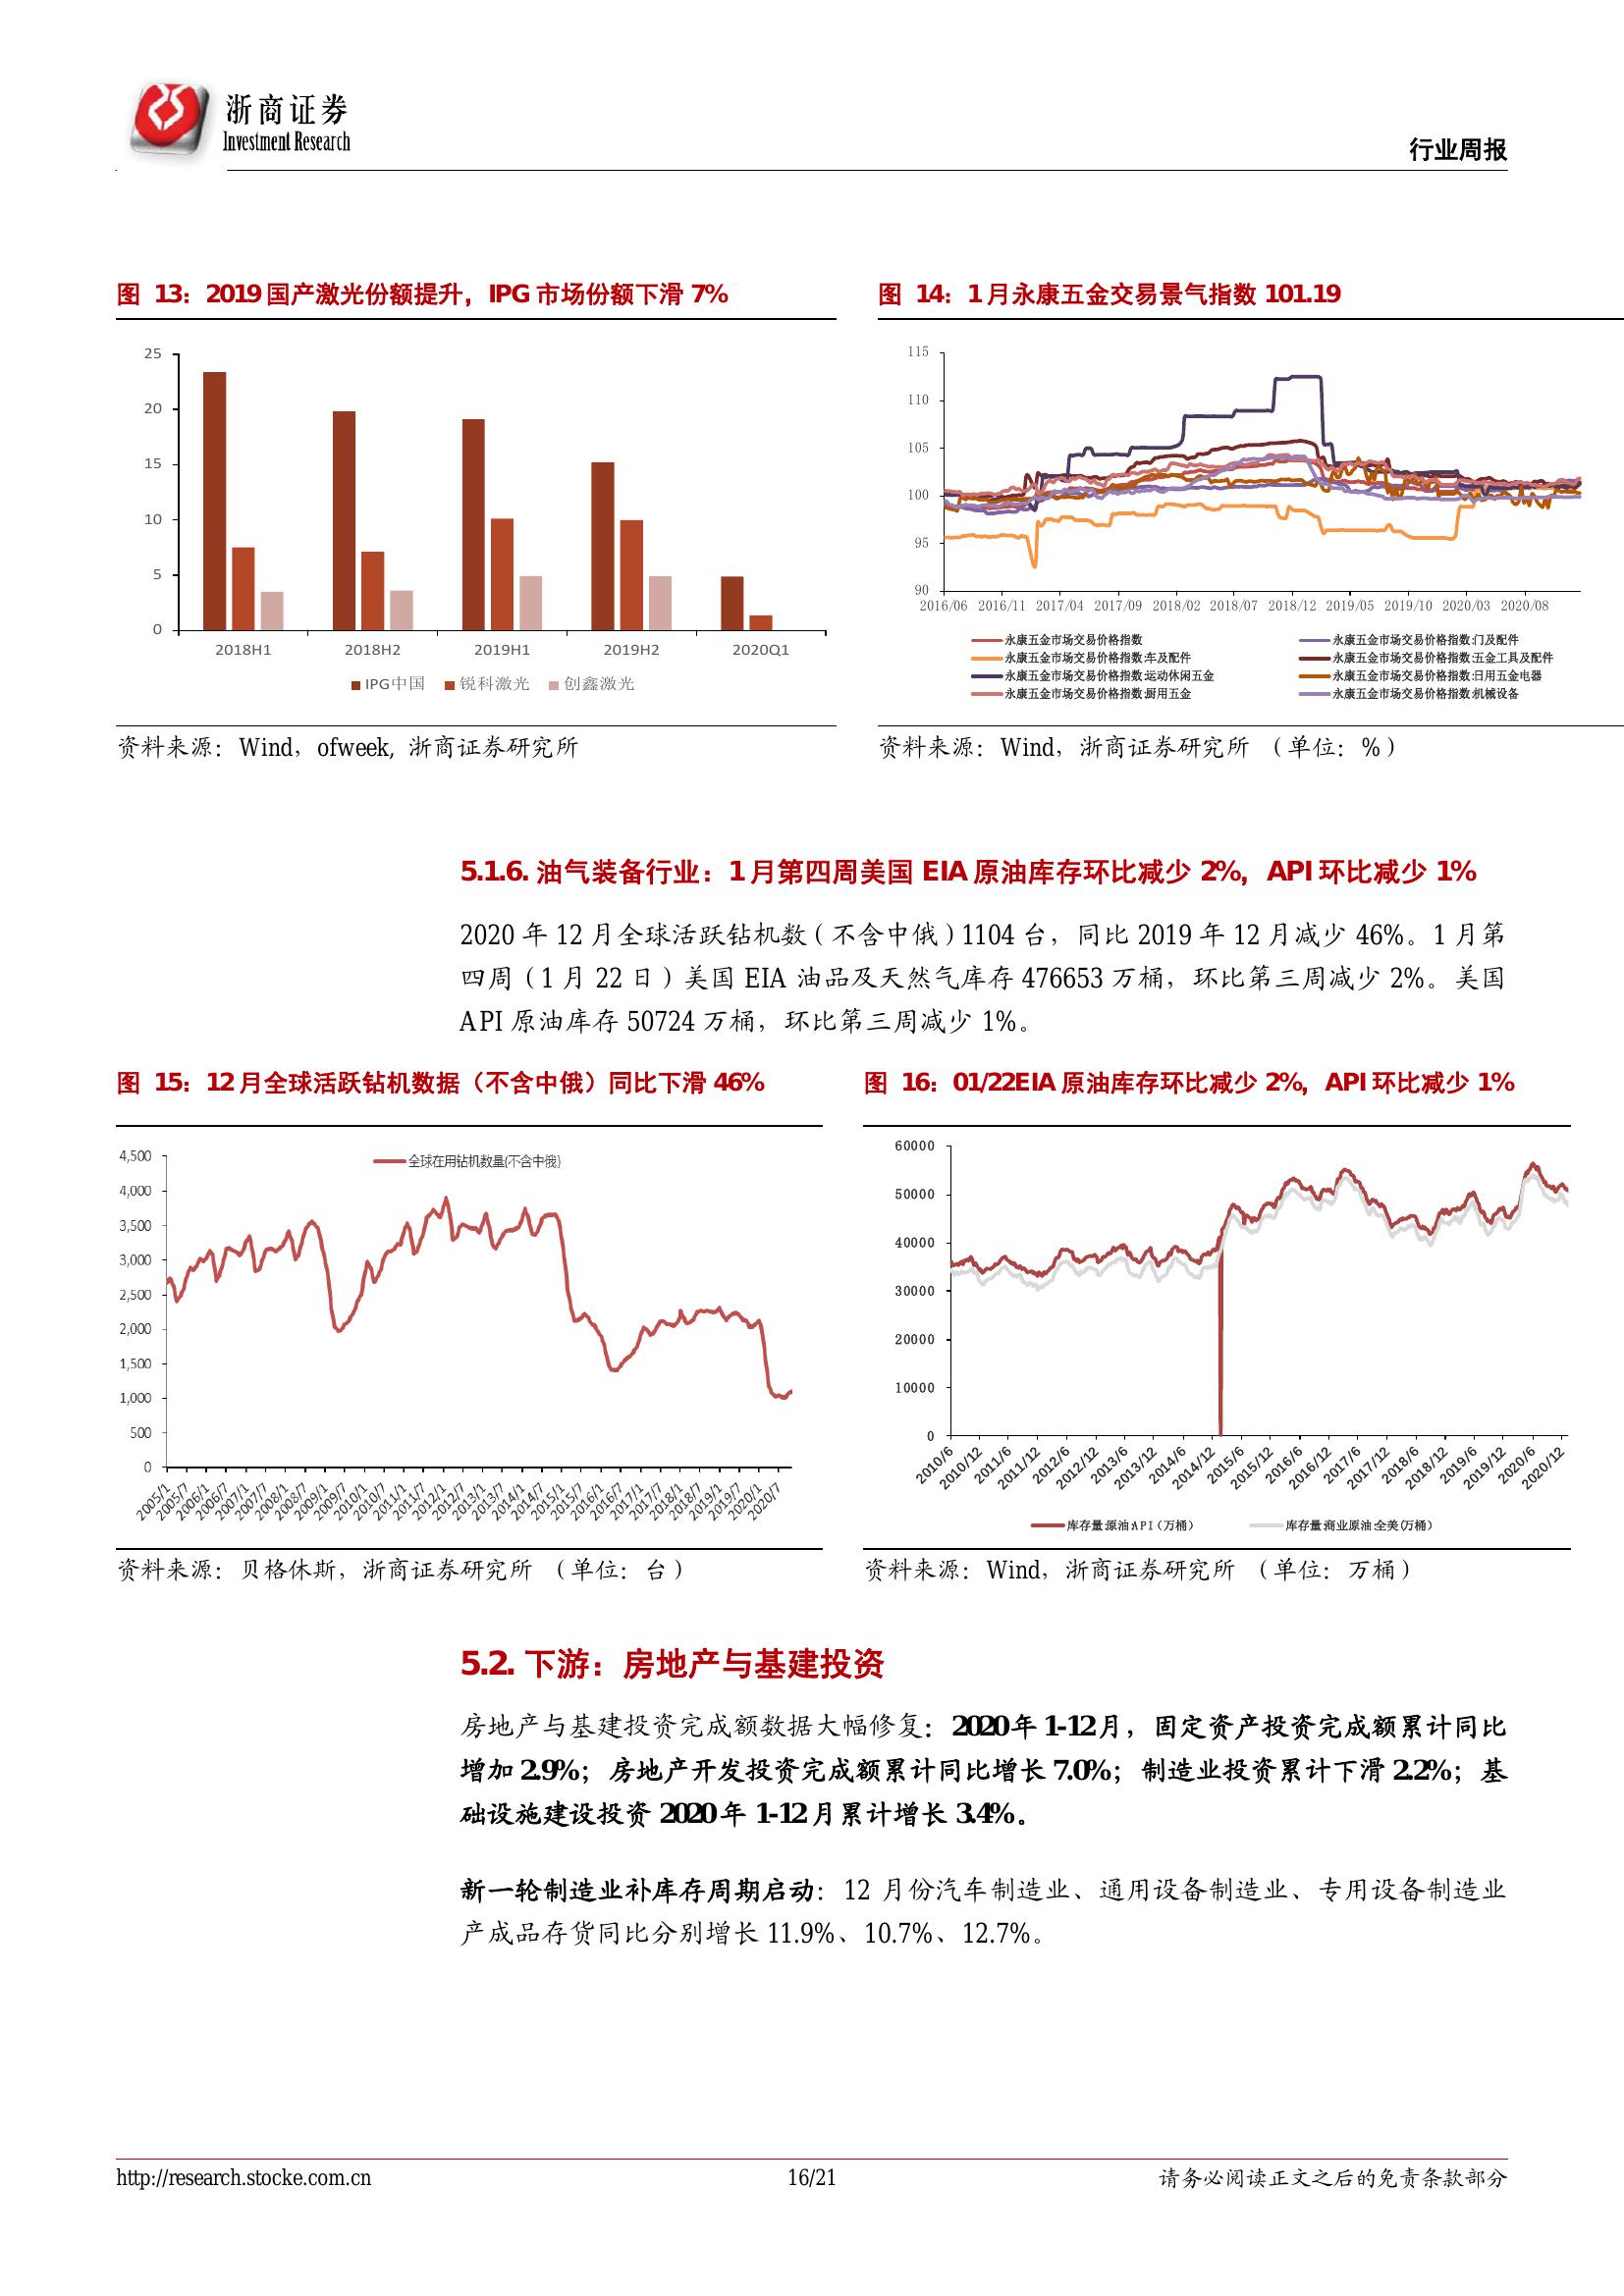 浙商证券
Investment Research
行业周报
图 13：2019 国产激光份额提升，IPG 市场份额下滑 7%
25
20
15
10
5
0
2018H1 2018H2 2019H1 2019H2 2020Q1
IPG中国 锐科激光 创鑫激光
资料来源：Wind，ofweek, 浙商证券研究所
图 14：1 月永康五金交易景气指数 101.19
115
110
105
100
95
90
2016/06 2016/11 2017/04 2017/09 2018/02 2018/07 2018/12 2019/05 2019/10 2020/03 2020/08
永康五金市场交易价格指数 永康五金市场交易价格指数:门及配件
永康五金市场交易价格指数:车及配件 永康五金市场交易价格指数:五金工具及配件
永康五金市场交易价格指数:运动休闲五金 永康五金市场交易价格指数:日用五金电器
永康五金市场交易价格指数:厨用五金 永康五金市场交易价格指数:机械设备
资料来源：Wind，浙商证券研究所 （单位：%）
5.1.6. 油气装备行业：1 月第四周美国 EIA 原油库存环比减少 2%，API 环比减少 1%
2020 年 12 月全球活跃钻机数（不含中俄）1104 台，同比 2019 年 12 月减少 46%。1 月第
四周（1 月 22 日）美国 EIA 油品及天然气库存 476653 万桶，环比第三周减少 2%。美国
API 原油库存 50724 万桶，环比第三周减少 1%。
图 15：12 月全球活跃钻机数据（不含中俄）同比下滑 46%
4,500
4,000
3,500
3,000
2,500
2,000
1,500
1,000
500
0
全球在用钻机数量(不含中俄)
2005/1 2005/7 2006/1 2006/7 2007/1 2007/7 2008/1 2008/7 2009/1 2009/7 2010/1 2010/7 2011/1 2011/7 2012/1 2012/7 2013/1 2013/7 2014/1 2014/7 2015/1 2015/7 2016/1 2016/7 2017/1 2017/7 2018/1 2018/7 2019/1 2019/7 2020/1 2020/7
资料来源：贝格休斯，浙商证券研究所 （单位：台）
图 16：01/22EIA 原油库存环比减少 2%，API 环比减少 1%
60000
50000
40000
30000
20000
10000
0
2010/6 2010/12 2011/6 2011/12 2012/6 2012/12 2013/6 2013/12 2014/6 2014/12 2015/6 2015/12 2016/6 2016/12 2017/6 2017/12 2018/6 2018/12 2019/6 2019/12 2020/6 2020/12
库存量:原油:API（万桶） 库存量:商业原油:全美(万桶)
资料来源：Wind，浙商证券研究所 （单位：万桶）
5.2. 下游：房地产与基建投资
房地产与基建投资完成额数据大幅修复：2020 年 1-12 月，固定资产投资完成额累计同比
增加 2.9%；房地产开发投资完成额累计同比增长 7.0%；制造业投资累计下滑 2.2%；基
础设施建设投资 2020 年 1-12 月累计增长 3.4%。
新一轮制造业补库存周期启动：12 月份汽车制造业、通用设备制造业、专用设备制造业
产成品存货同比分别增长 11.9%、10.7%、12.7%。
http://research.stocke.com.cn
16/21
请务必阅读正文之后的免责条款部分